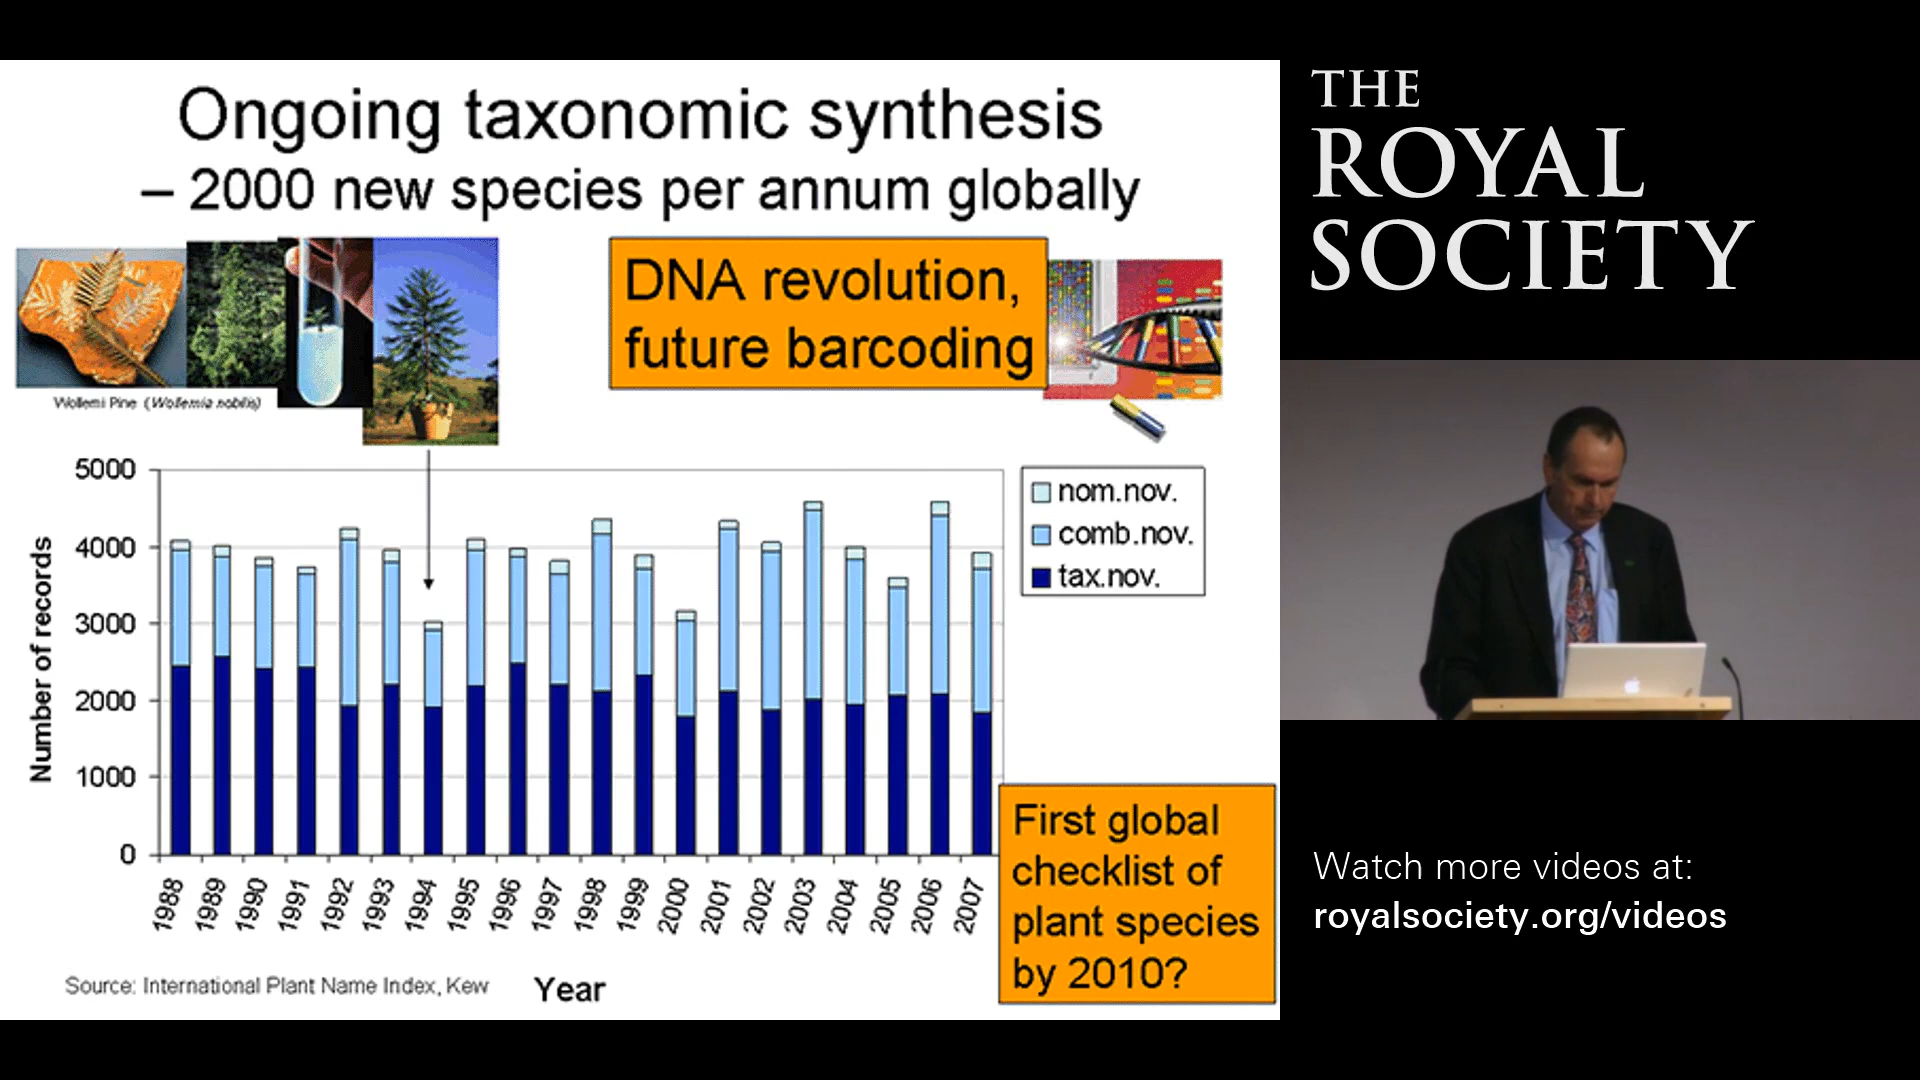 Ongoing taxonomic synthesis
– 2000 new species per annum globally
Wollemi Pine (Wollemia nobilis)
DNA revolution,
future barcoding
5000
4000
3000
2000
1000
0
Number of records
nom.nov.
comb.nov.
tax.nov.
1988
1989
1990
1991
1992
1993
1994
1995
1996
1997
1998
1999
2000
2001
2002
2003
2004
2005
2006
2007
Source: International Plant Name Index, Kew
Year
First global
checklist of
plant species
by 2010?
THE
ROYAL
SOCIETY
Watch more videos at:
royalsociety.org/videos